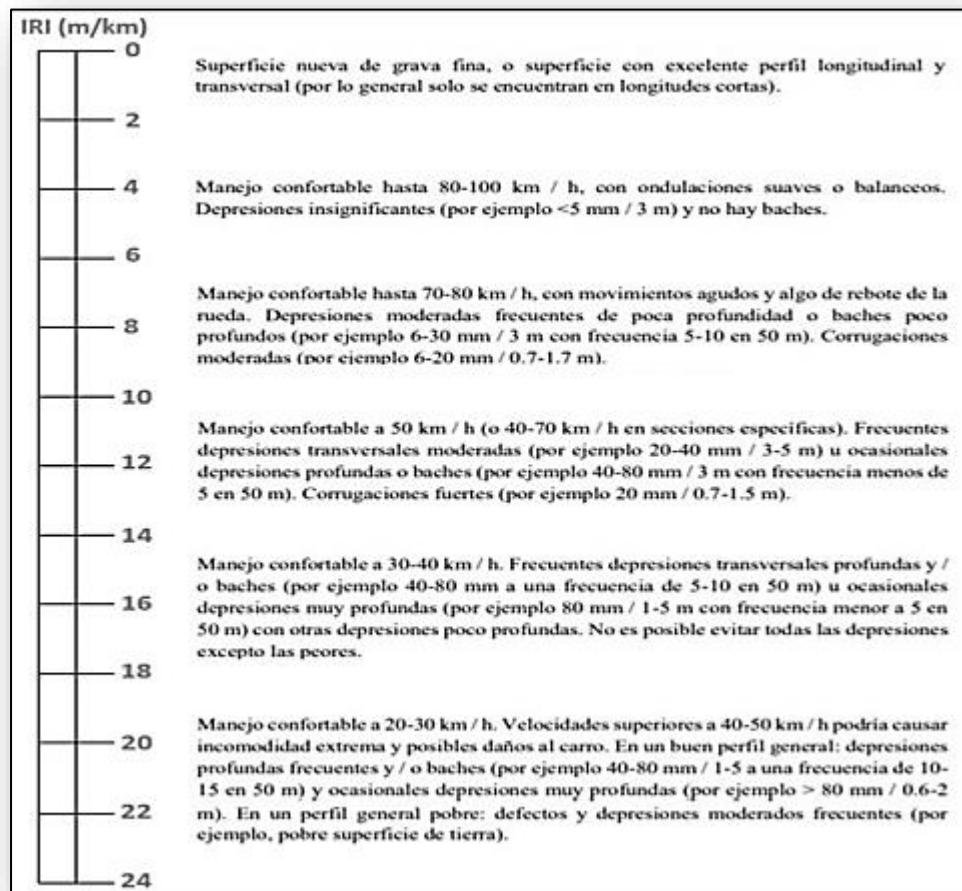 IRI (m/km)
0
Superficie nueva de grava fina, o superficie con excelente perfil longitudinal y
transversal (por lo general solo se encuentran en longitudes cortas).
2
4
Manejo confortable hasta 80-100 km / h, con ondulaciones suaves o balanceos.
Depresiones insignificantes (por ejemplo <5 mm / 3 m) y no hay baches.
6
Manejo confortable hasta 70-80 km / h, con movimientos agudos y algo de rebote de la
rueda. Depresiones moderadas frecuentes de poca profundidad o baches poco
8
profundos (por ejemplo 6-30 mm / 3 m con frecuencia 5-10 en 50 m). Corrugaciones
moderadas (por ejemplo 6-20 mm / 0.7-1.7 m).
10
Manejo confortable a 50 km / h (o 40-70 km / h en secciones específicas). Frecuentes
depresiones transversales moderadas (por ejemplo 20-40 mm / 3-5 m) u ocasionales
12
depresiones profundas o baches (por ejemplo 40-80 mm / 3 m con frecuencia menos de
5 en 50 m). Corrugaciones fuertes (por ejemplo 20 mm / 0.7-1.5 m).
14
Manejo confortable a 30-40 km / h. Frecuentes depresiones transversales profundas y /
o baches (por ejemplo 40-80 mm a una frecuencia de 5-10 en 50 m) u ocasionales
16
depresiones muy profundas (por ejemplo 80 mm / 1-5 m con frecuencia menor a 5 en
50 m) con otras depresiones poco profundas. No es posible evitar todas las depresiones
excepto las peores.
18
Manejo confortable a 20-30 km / h. Velocidades superiores a 40-50 km / h podría causar
20
incomodidad extrema y posibles daños al carro. En un buen perfil general: depresiones
profundas frecuentes y / o baches (por ejemplo 40-80 mm / 1-5 a una frecuencia de 10-
15 en 50 m) y ocasionales depresiones muy profundas (por ejemplo > 80 mm / 0.6-2
22
m). En un perfil general pobre: defectos y depresiones moderados frecuentes (por
ejemplo, pobre superficie de tierra).
24